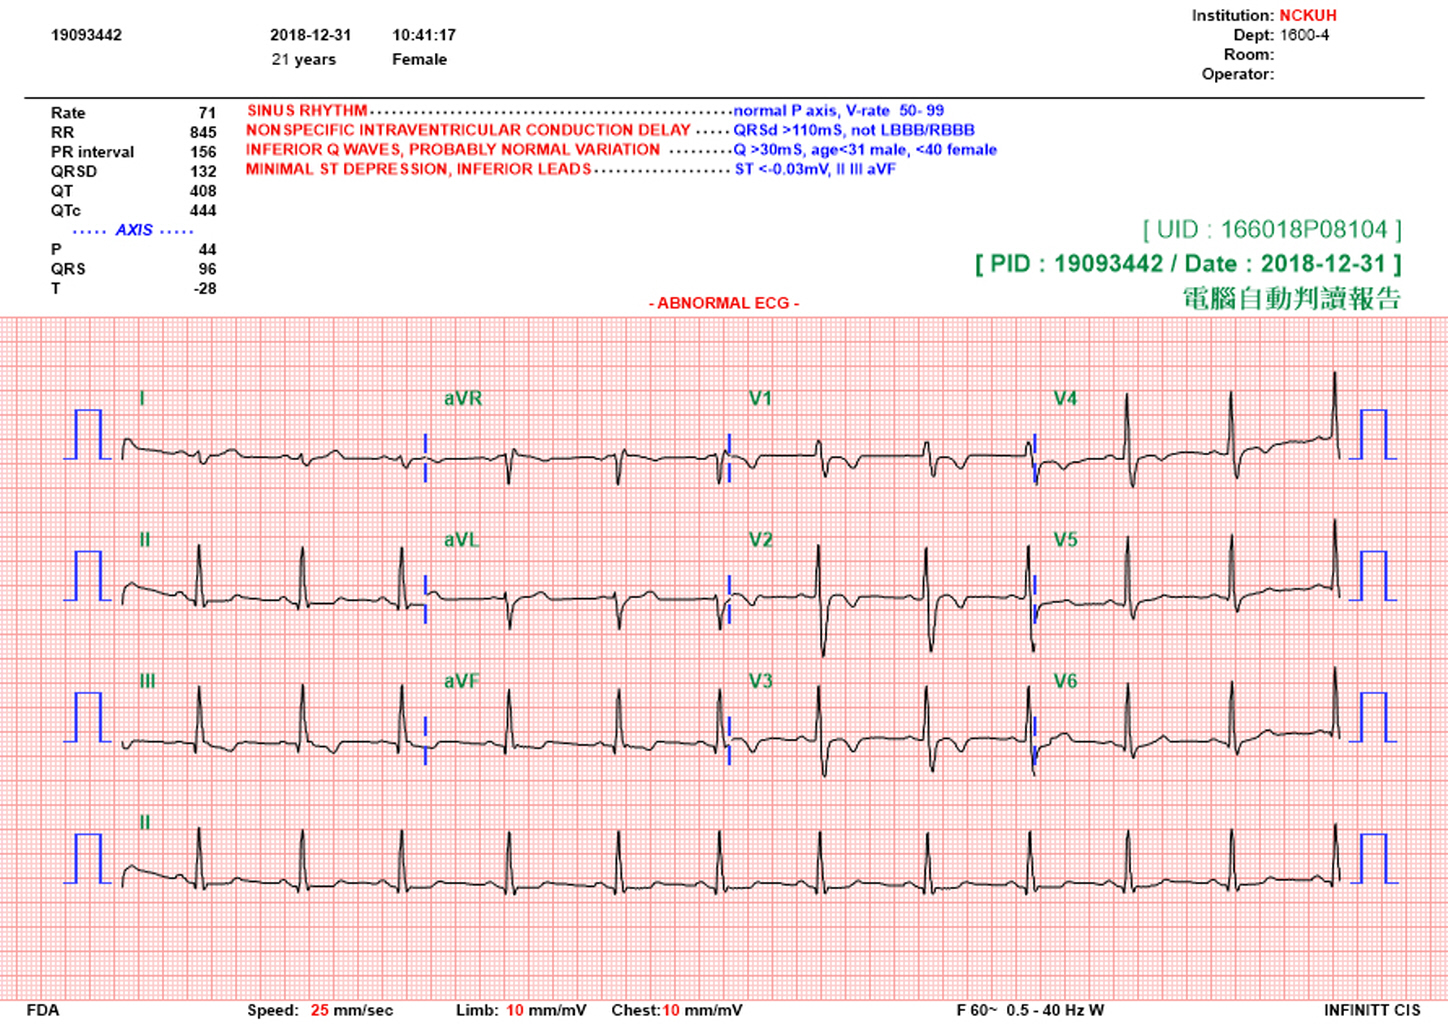 Institution: NCKUH
19093442 2018-12-31 10:41:17 Dept: 1600-4
Room:
21 years Female
Operator:
Rate 71 SINUS RHYTHM normal P axis, V-rate 50- 99
RR 845 NONSPECIFIC INTRAVENTRICULAR CONDUCTION DELAY QRSd >110mS, not LBBB/RBBB
PR interval 156 INFERIOR Q WAVES, PROBABLY NORMAL VARIATION Q >30mS, age<31 male, <40 female
QRSD 132 MINIMAL ST DEPRESSION, INFERIOR LEADS ST <-0.03mV, II III aVF
QT 408
QTc 444
..... AXIS .....
[ UID : 166018P08104 ]
P 44
QRS 96
[ PID : 19093442 / Date : 2018-12-31 ]
T -28
電腦自動判讀報告
- ABNORMAL ECG -
I aVR V1 V4
II aVL V2 V5
III aVF V3 V6
II
FDA Speed: 25 mm/sec Limb: 10 mm/mV Chest:10 mm/mV F 60~ 0.5 - 40 Hz W INFINITT CIS